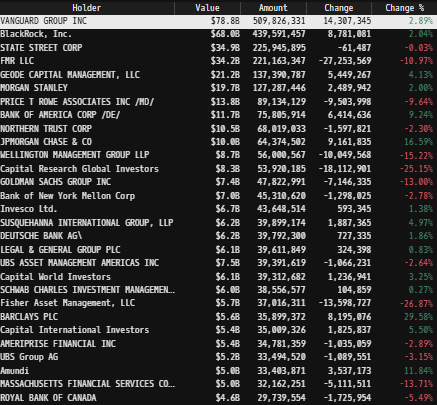 Holder Value Amount Change Change %
VANGUARD GROUP INC $78.8B 509,826,331 14,307,345 2.89%
BlackRock, Inc. $68.0B 439,591,457 8,781,081 2.04%
STATE STREET CORP $34.9B 225,945,895 -61,487 -0.03%
FMR LLC $34.2B 221,163,347 -27,253,569 -10.97%
GEODE CAPITAL MANAGEMENT, LLC $21.2B 137,390,787 5,449,267 4.13%
MORGAN STANLEY $19.7B 127,287,446 2,489,942 2.00%
PRICE T ROWE ASSOCIATES INC /MD/ $13.8B 89,134,129 -9,503,998 -9.64%
BANK OF AMERICA CORP /DE/ $11.7B 75,805,914 6,414,636 9.24%
NORTHERN TRUST CORP $10.5B 68,019,033 -1,597,821 -2.30%
JPMORGAN CHASE & CO $10.0B 64,374,502 9,161,835 16.59%
WELLINGTON MANAGEMENT GROUP LLP $8.7B 56,000,567 -10,049,568 -15.22%
Capital Research Global Investors $8.3B 53,920,185 -18,112,901 -25.15%
GOLDMAN SACHS GROUP INC $7.4B 47,822,991 -7,146,335 -13.00%
Bank of New York Mellon Corp $7.0B 45,310,620 -1,298,025 -2.78%
Invesco Ltd. $6.7B 43,648,514 593,345 1.38%
SUSQUEHANNA INTERNATIONAL GROUP, LLP $6.2B 39,899,174 1,887,365 4.97%
DEUTSCHE BANK AG\ $6.2B 39,792,380 727,335 1.86%
LEGAL & GENERAL GROUP PLC $6.1B 39,611,849 324,398 0.83%
UBS ASSET MANAGEMENT AMERICAS INC $7.5B 39,391,619 -1,066,231 -2.64%
Capital World Investors $6.1B 39,312,682 1,236,941 3.25%
SCHWAB CHARLES INVESTMENT MANAGEMEN… $6.0B 38,556,577 104,859 0.27%
Fisher Asset Management, LLC $5.7B 37,016,311 -13,598,727 -26.87%
BARCLAYS PLC $5.6B 35,899,372 8,195,076 29.58%
Capital International Investors $5.4B 35,009,326 1,825,837 5.50%
AMERIPRISE FINANCIAL INC $5.4B 34,781,359 -1,035,059 -2.89%
UBS Group AG $5.2B 33,494,520 -1,089,551 -3.15%
Amundi $5.0B 33,403,871 3,537,173 11.84%
MASSACHUSETTS FINANCIAL SERVICES CO… $5.0B 32,162,251 -5,111,511 -13.71%
ROYAL BANK OF CANADA $4.6B 29,739,554 -1,725,954 -5.49%